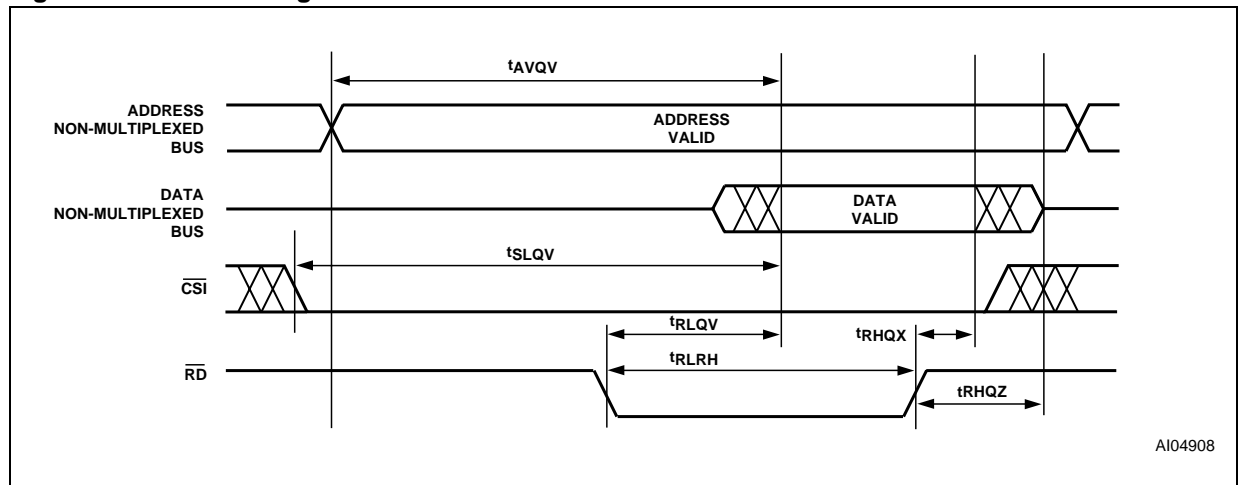 tAVQV
ADDRESS
NON-MULTIPLEXED
BUS
ADDRESS
VALID
DATA
NON-MULTIPLEXED
BUS
DATA
VALID
tSLQV
CSI
tRLQV
tRHQX
tRLRH
RD
tRHQZ
AI04908